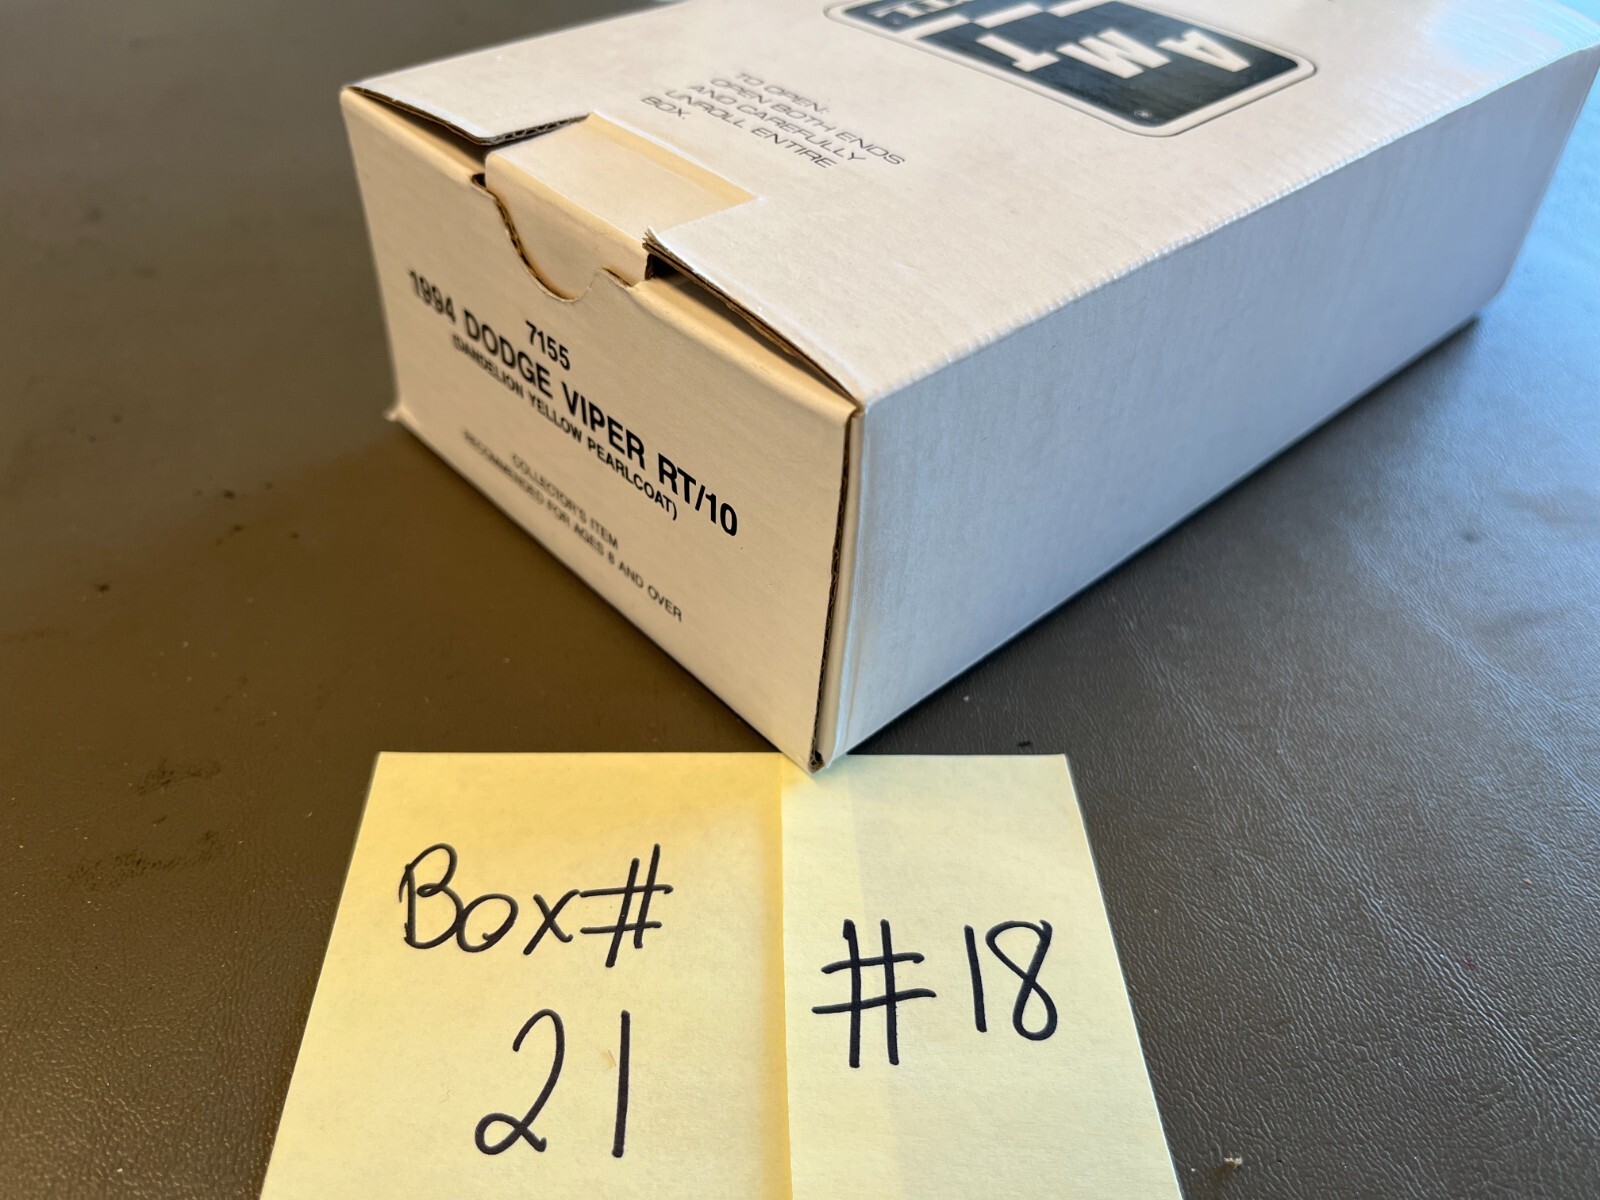 AMT
TO OPEN:
OPEN BOTH ENDS
AND CAREFULLY
UNROLL ENTIRE
BOX.
7155
1994 DODGE VIPER RT/10
(DANDELION YELLOW PEARLCOAT)
COLLECTOR'S ITEM
RECOMMENDED FOR AGES 8 AND OVER
Box#
21
#18